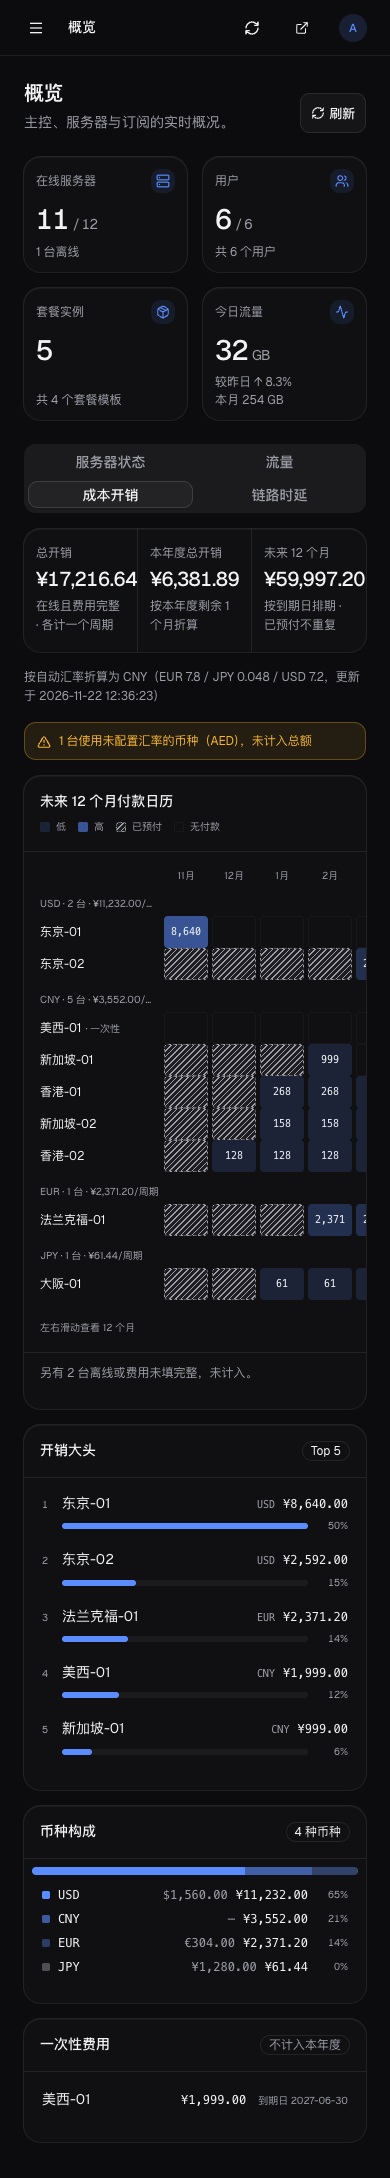 概览
A
概览
主控、服务器与订阅的实时概况。
刷新
在线服务器
11 / 12
1 台离线
用户
6 / 6
共 6 个用户
套餐实例
5
共 4 个套餐模板
今日流量
32 GB
较昨日 ↑ 8.3%
本月 254 GB
服务器状态 流量
成本开销 链路时延
总开销
¥17,216.64
在线且费用完整
· 各计一个周期
本年度总开销
¥6,381.89
按本年度剩余 1
个月折算
未来 12 个月
¥59,997.20
按到期日排期 ·
已预付不重复
按自动汇率折算为 CNY（EUR 7.8 / JPY 0.048 / USD 7.2，更新
于 2026-11-22 12:36:23）
1 台使用未配置汇率的币种（AED），未计入总额
未来 12 个月付款日历
低 高 已预付 无付款
11月 12月 1月 2月
USD · 2 台 · ¥11,232.00/...
东京-01 8,640
东京-02
CNY · 5 台 · ¥3,552.00/...
美西-01 · 一次性
新加坡-01 999
香港-01 268 268
新加坡-02 158 158
香港-02 128 128 128
EUR · 1 台 · ¥2,371.20/周期
法兰克福-01 2,371
JPY · 1 台 · ¥61.44/周期
大阪-01 61 61
左右滑动查看 12 个月
另有 2 台离线或费用未填完整，未计入。
开销大头 Top 5
1 东京-01 USD ¥8,640.00
50%
2 东京-02 USD ¥2,592.00
15%
3 法兰克福-01 EUR ¥2,371.20
14%
4 美西-01 CNY ¥1,999.00
12%
5 新加坡-01 CNY ¥999.00
6%
币种构成 4 种币种
USD $1,560.00 ¥11,232.00 65%
CNY — ¥3,552.00 21%
EUR €304.00 ¥2,371.20 14%
JPY ¥1,280.00 ¥61.44 0%
一次性费用 不计入本年度
美西-01 ¥1,999.00 到期日 2027-06-30